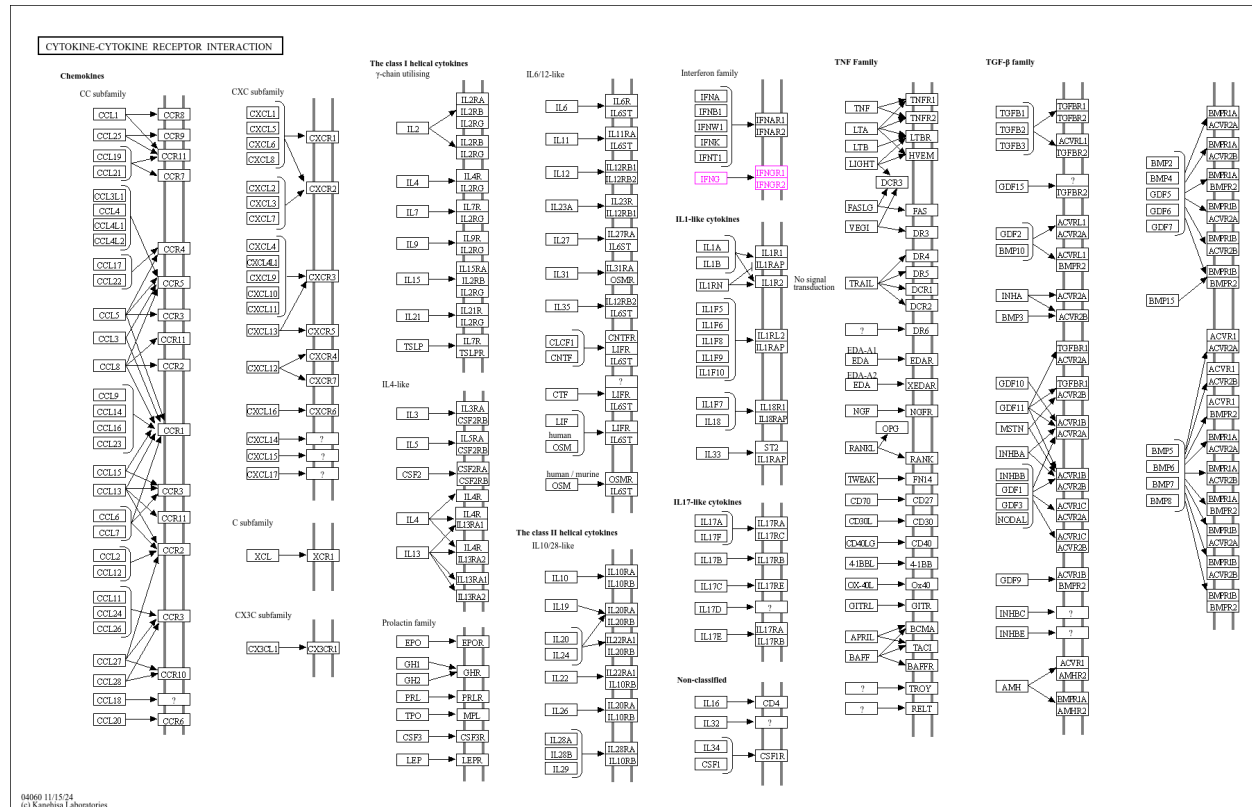 CYTOKINE-CYTOKINE RECEPTOR INTERACTION
Chemokines
CC subfamily
CCL1
CCR8
CCL25
CCR9
CCR11
CCL19
CCL21
CCR7
CCL3L1
CCL4
CCL4L1
CCL4L2
CCR4
CCL17
CCL22
CCR5
CCL5
CCR3
CCL3
CCR11
CCL8
CCR2
CCL9
CCL14
CCL16
CCL23
CCR1
CCL15
CCL13
CCR3
CCL6
CCL7
CCR11
CCL2
CCL12
CCR2
CCL11
CCL24
CCL26
CCR3
CCL27
CCL28
CCR10
CCL18
?
CCL20
CCR6
CXC subfamily
CXCL1
CXCL5
CXCL6
CXCL8
CXCR1
CXCL2
CXCL3
CXCL7
CXCR2
CXCL4
CXCL4L1
CXCL9
CXCL10
CXCL11
CXCR3
CXCL13
CXCR5
CXCL12
CXCR4
CXCR7
CXCL16
CXCR6
CXCL14
?
CXCL15
?
CXCL17
?
C subfamily
XCL
XCR1
CX3C subfamily
CX3CL1
CX3CR1
The class I helical cytokines
γ-chain utilising
IL2
IL2RA
IL2RB
IL2RG
IL2RB
IL2RG
IL4
IL4R
IL2RG
IL7
IL7R
IL2RG
IL9
IL9R
IL2RG
IL15
IL15RA
IL2RB
IL2RG
IL21
IL21R
IL2RG
TSLP
IL7R
TSLPR
IL4-like
IL3
IL3RA
CSF2RB
IL5
IL5RA
CSF2RB
CSF2
CSF2RA
CSF2RB
IL4
IL4R
IL4R
IL13RA1
IL13
IL4R
IL13RA2
IL13RA1
IL13RA2
Prolactin family
EPO
EPOR
GH1
GH2
GHR
PRL
PRLR
TPO
MPL
CSF3
CSF3R
LEP
LEPR
IL6/12-like
IL6
IL6R
IL6ST
IL11
IL11RA
IL6ST
IL12
IL12RB1
IL12RB2
IL23A
IL23R
IL12RB1
IL27
IL27RA
IL6ST
IL31
IL31RA
OSMR
IL35
IL12RB2
IL6ST
CLCF1
CNTF
CNTFR
LIFR
IL6ST
CTF
?
LIFR
IL6ST
LIF
human
OSM
LIFR
IL6ST
human / murine
OSM
OSMR
IL6ST
The class II helical cytokines
IL10/28-like
IL10
IL10RA
IL10RB
IL19
IL20RA
IL20RB
IL20
IL24
IL22RA1
IL20RB
IL22
IL22RA1
IL10RB
IL26
IL20RA
IL10RB
IL28A
IL28B
IL29
IL28RA
IL10RB
Interferon family
IFNA
IFNB1
IFNW1
IFNK
IFNT1
IFNAR1
IFNAR2
IFNG
IFNGR1
IFNGR2
IL1-like cytokines
IL1A
IL1B
IL1R1
IL1RAP
IL1RN
IL1R2
No signal
transduction
IL1F5
IL1F6
IL1F8
IL1F9
IL1F10
IL1RL2
IL1RAP
IL1F7
IL18
IL18R1
IL18RAP
IL33
ST2
IL1RAP
IL17-like cytokines
IL17A
IL17F
IL17RA
IL17RC
IL17B
IL17RB
IL17C
IL17RE
IL17D
?
IL17E
IL17RA
IL17RB
Non-classified
IL16
CD4
IL32
?
IL34
CSF1
CSF1R
TNF Family
TNF
TNFR1
TNFR2
LTA
LTBR
LTB
LIGHT
HVEM
DCR3
FASLG
FAS
VEGI
DR3
TRAIL
DR4
DR5
DCR1
DCR2
?
DR6
EDA-A1
EDA
EDAR
EDA-A2
EDA
XEDAR
NGF
NGFR
OPG
RANKL
RANK
TWEAK
FN14
CD70
CD27
CD30L
CD30
CD40LG
CD40
4-1BBL
4-1BB
OX-40L
Ox40
GITRL
GITR
APRIL
BCMA
TACI
BAFF
BAFFR
?
TROY
?
RELT
TGF-β family
TGFB1
TGFB2
TGFB3
TGFBR1
TGFBR2
ACVRL1
TGFBR2
GDF15
?
TGFBR2
GDF2
BMP10
ACVRL1
ACVR2A
ACVRL1
BMPR2
INHA
ACVR2A
BMP3
ACVR2B
GDF10
GDF11
MSTN
INHBA
TGFBR1
ACVR2A
TGFBR1
ACVR2B
ACVR1B
ACVR2A
INHBB
GDF1
GDF3
NODAL
ACVR1B
ACVR2B
ACVR1C
ACVR2A
ACVR1C
ACVR2B
GDF9
ACVR1B
BMPR2
INHBC
?
INHBE
?
AMH
ACVR1
AMHR2
BMPR1A
AMHR2
BMP2
BMP4
GDF5
GDF6
GDF7
BMPR1A
ACVR2A
BMPR1A
ACVR2B
BMPR1A
BMPR2
BMPR1B
ACVR2A
BMPR1B
ACVR2B
BMP15
BMPR1B
BMPR2
BMP5
BMP6
BMP7
BMP8
ACVR1
ACVR2A
ACVR1
ACVR2B
ACVR1
BMPR2
BMPR1A
ACVR2A
BMPR1A
ACVR2B
BMPR1A
BMPR2
BMPR1B
ACVR2A
BMPR1B
ACVR2B
BMPR1B
BMPR2
04060 11/15/24
(c) Kanehisa Laboratories